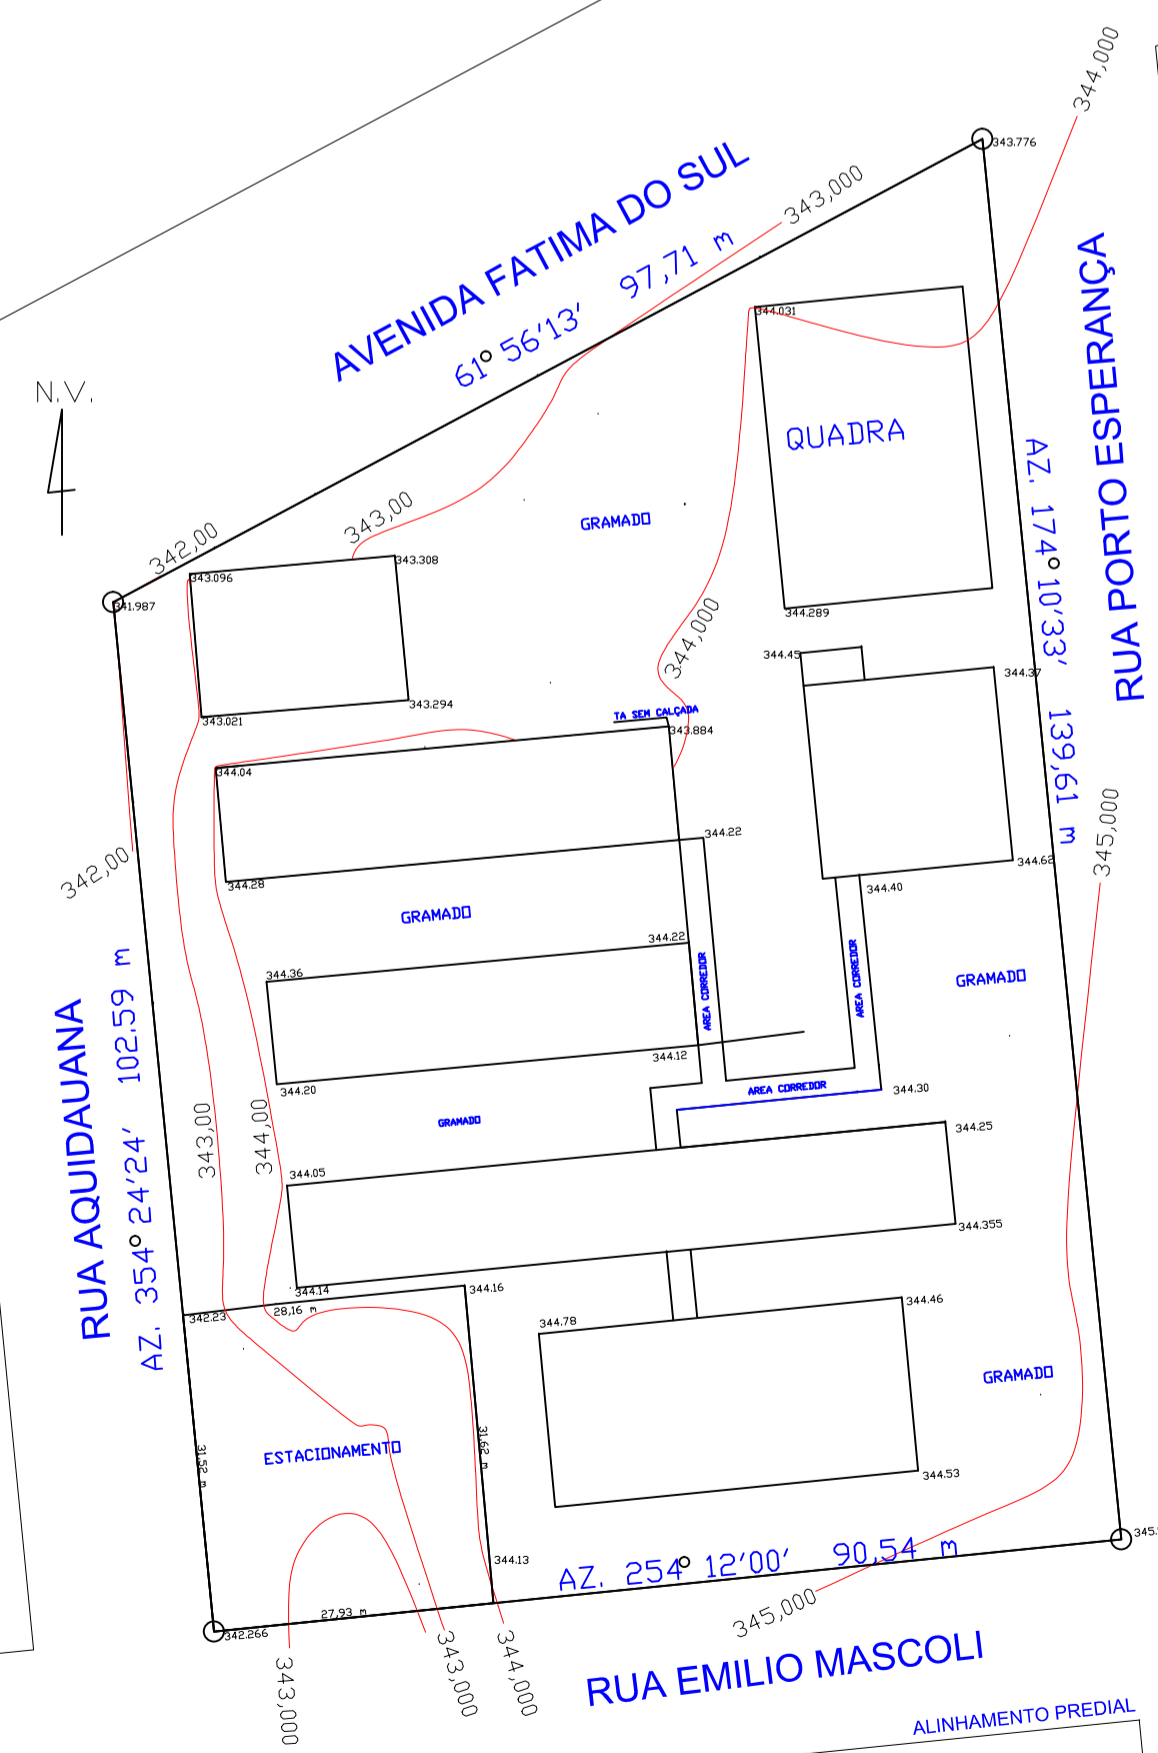 344,000
343.776
AVENIDA FATIMA DO SUL
343,000
61° 56'13' 97,71 m
RUA PORTO ESPERANÇA
344.031
N.V.
QUADRA
AZ. 174° 10'33' 139,61 m
343,00
GRAMADO
342,00
343.308
343.096
341.987
344.289
344,000
344.45
344.37
343.294
343.021
TA SEM CALÇADA
343.884
344.04
345,000
344.22
342,00
344.62
344.28
344.40
GRAMADO
344.22
AREA CORREDOR
AREA CORREDOR
344.36
GRAMADO
RUA AQUIDAUANA
AZ. 354° 24'24' 102.59 m
344.12
344.20
AREA CORREDOR
344.30
GRAMADO
344.25
343,00
344,00
344.05
344.355
344.14
344.16
28,16 m
342.23
344.46
344.78
GRAMADO
31,52 m
ESTACIONAMENTO
31,62 m
344.53
345.
344.13
AZ. 254° 12'00' 90,54 m
27,93 m
342.266
345,000
343,000
343,000
344,000
RUA EMILIO MASCOLI
ALINHAMENTO PREDIAL